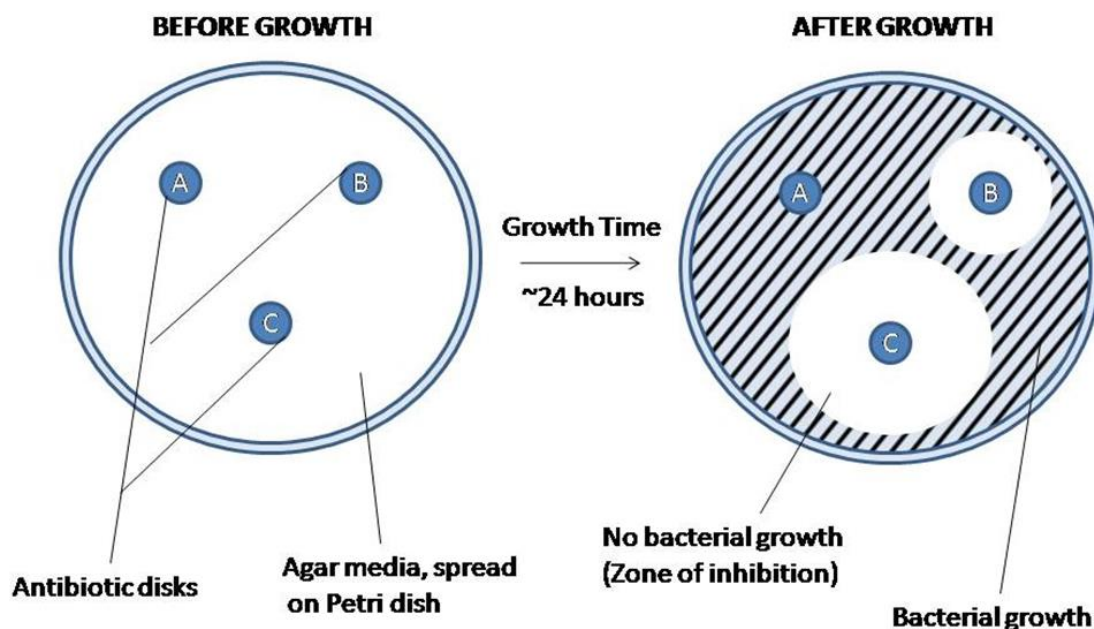 BEFORE GROWTH
A
B
C
Antibiotic disks
Agar media, spread
on Petri dish
Growth Time
~24 hours
AFTER GROWTH
A
B
C
No bacterial growth
(Zone of inhibition)
Bacterial growth